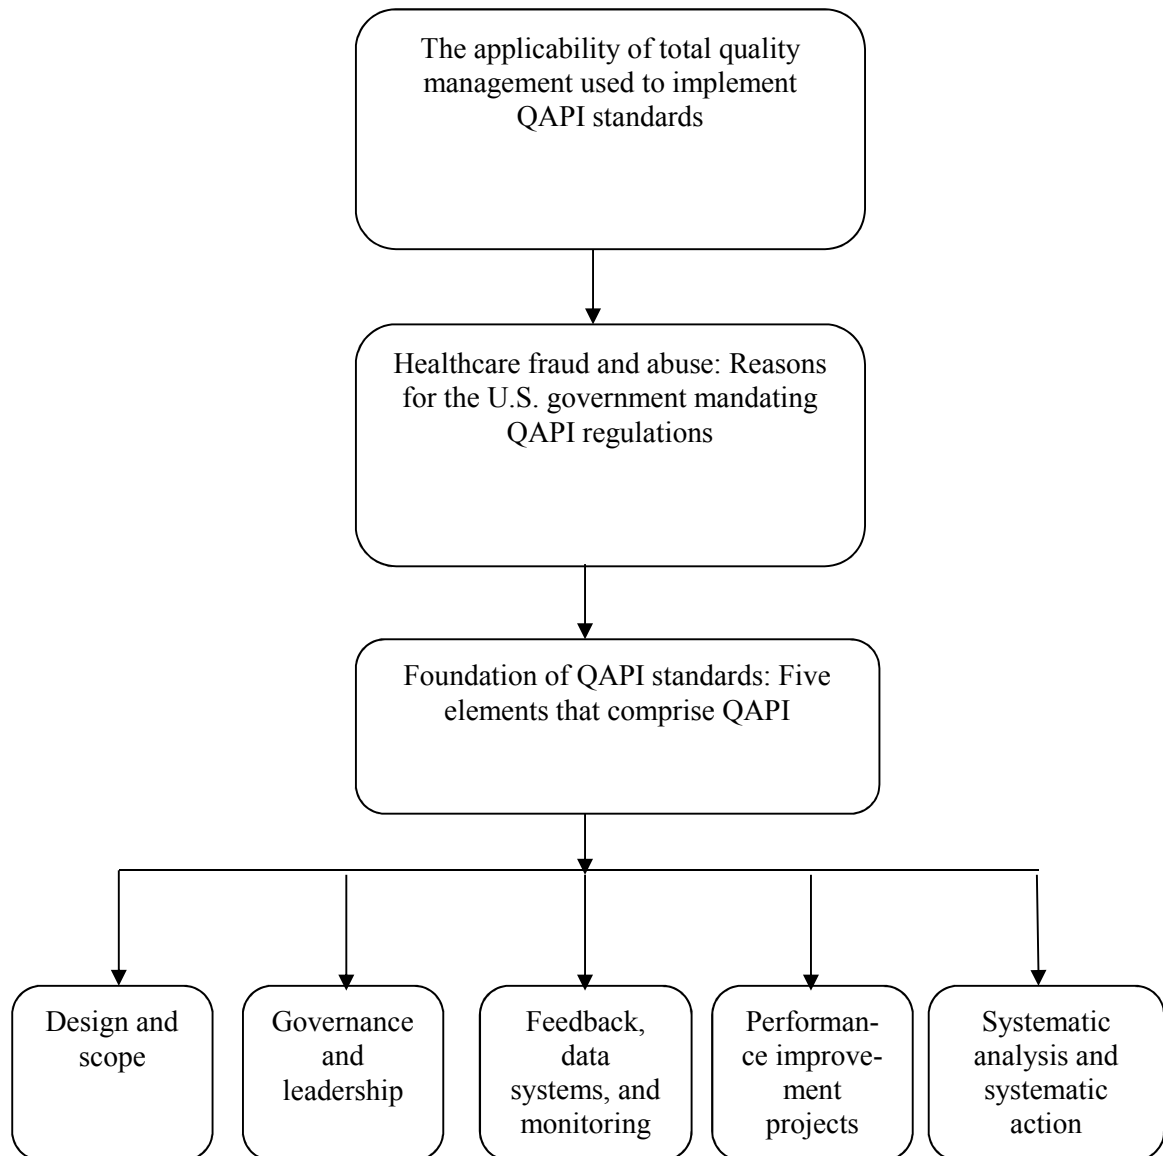 The applicability of total quality
management used to implement
QAPI standards
Healthcare fraud and abuse: Reasons
for the U.S. government mandating
QAPI regulations
Foundation of QAPI standards: Five
elements that comprise QAPI
Design and
scope
Governance
and
leadership
Feedback,
data
systems, and
monitoring
Performan-
ce improve-
ment
projects
Systematic
analysis and
systematic
action